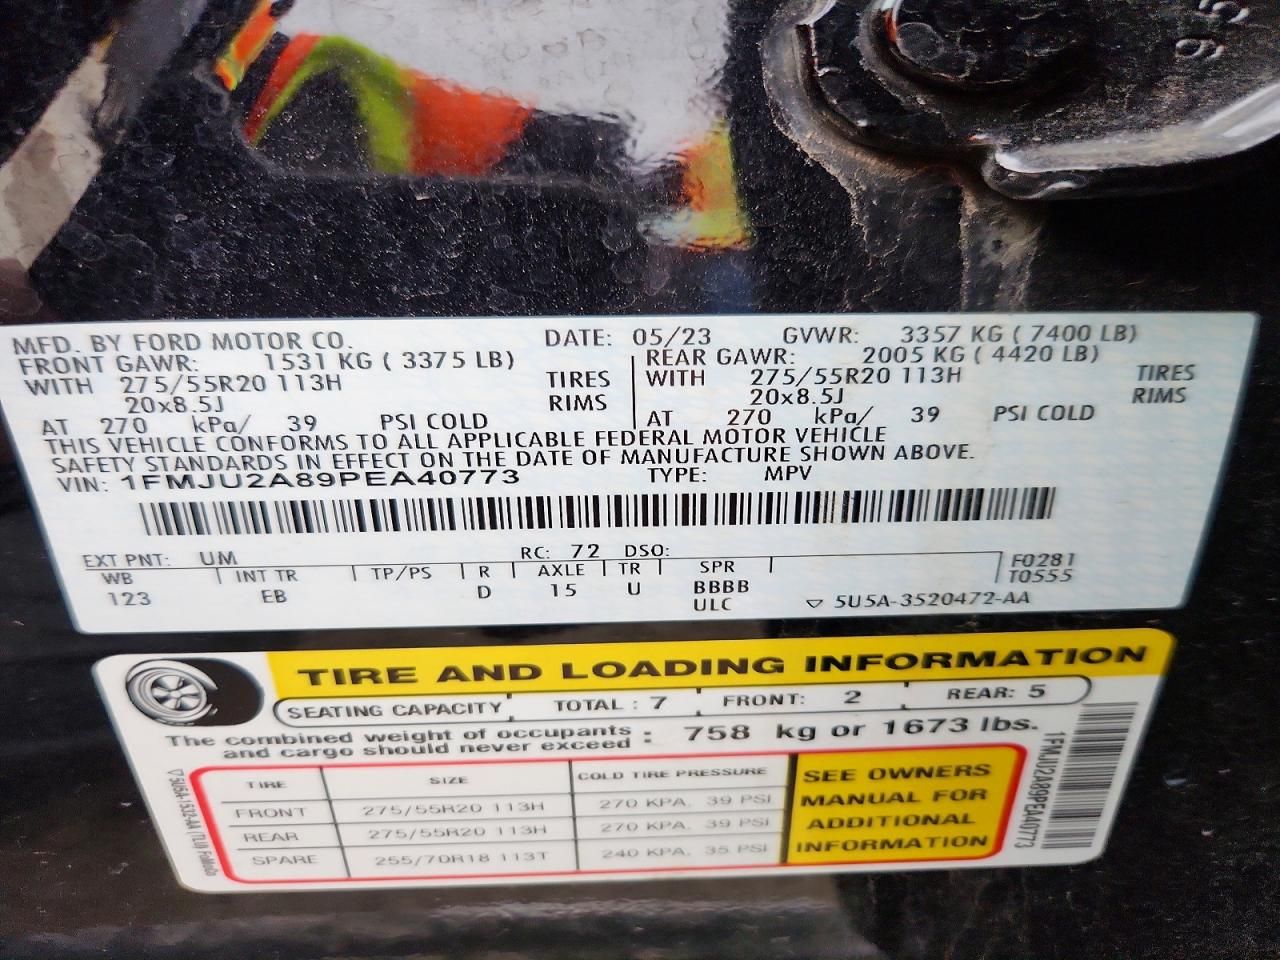 95
MFD. BY FORD MOTOR CO. DATE: 05/23 GVWR: 3357 KG ( 7400 LB)
FRONT GAWR: 1531 KG ( 3375 LB) REAR GAWR: 2005 KG ( 4420 LB)
WITH 275/55R20 113H TIRES WITH 275/55R20 113H TIRES
20x8.5J RIMS 20x8.5J RIMS
AT 270 kPa/ 39 PSI COLD AT 270 kPa/ 39 PSI COLD
THIS VEHICLE CONFORMS TO ALL APPLICABLE FEDERAL MOTOR VEHICLE
SAFETY STANDARDS IN EFFECT ON THE DATE OF MANUFACTURE SHOWN ABOVE.
VIN: 1FMJU2A89PEA40773 TYPE: MPV
EXT PNT: UM RC: 72 DSO: F0281
WB INT TR TP/PS R AXLE TR SPR T0555
123 EB D 15 U BBBB
ULC ▽ 5U5A-3520472-AA
TIRE AND LOADING INFORMATION
SEATING CAPACITY TOTAL : 7 FRONT: 2 REAR: 5
The combined weight of occupants and cargo should never exceed : 758 kg or 1673 lbs.
TIRE SIZE COLD TIRE PRESSURE
FRONT 275/55R20 113H 270 KPA, 39 PSI
REAR 275/55R20 113H 270 KPA, 39 PSI
SPARE 255/70R18 113T 240 KPA, 35 PSI
SEE OWNERS
MANUAL FOR
ADDITIONAL
INFORMATION
1FMJU2A89PEA40773